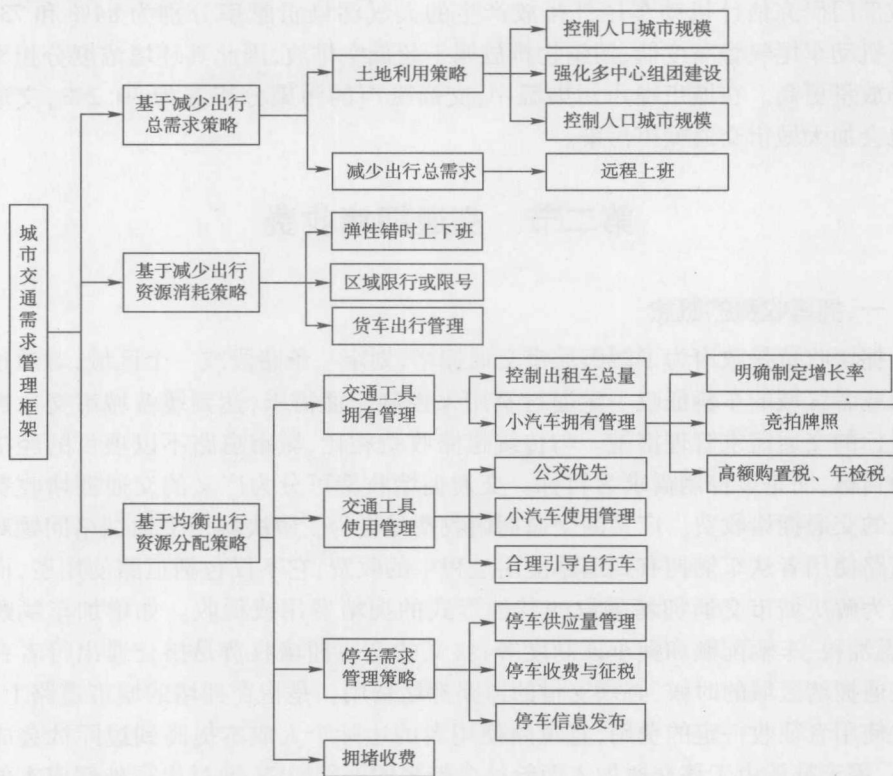 控制人口城市规模
土地利用策略
强化多中心组团建设
基于减少出行
总需求策略
控制人口城市规模
减少出行总需求
远程上班
城市交通需求管理框架
弹性错时上下班
基于减少出行
资源消耗策略
区域限行或限号
货车出行管理
控制出租车总量
明确制定增长率
交通工具
拥有管理
小汽车拥有管理
竞拍牌照
公交优先
高额购置税、年检税
基于均衡出行
资源分配策略
交通工具
使用管理
小汽车使用管理
合理引导自行车
停车供应量管理
停车需求
管理策略
停车收费与征税
停车信息发布
拥堵收费